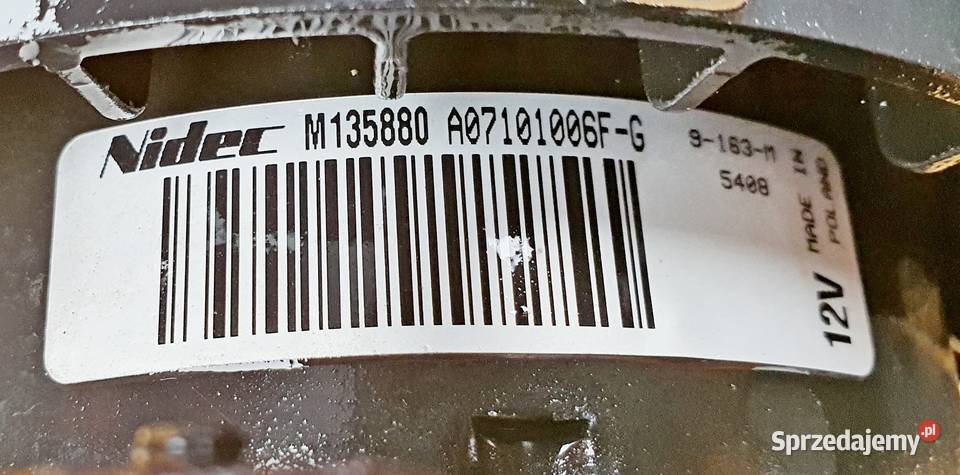 Nidec M135880 A07101006F-G 9-163-M
5408
MADE IN
POLAND
12V
Sprzedajemy.pl